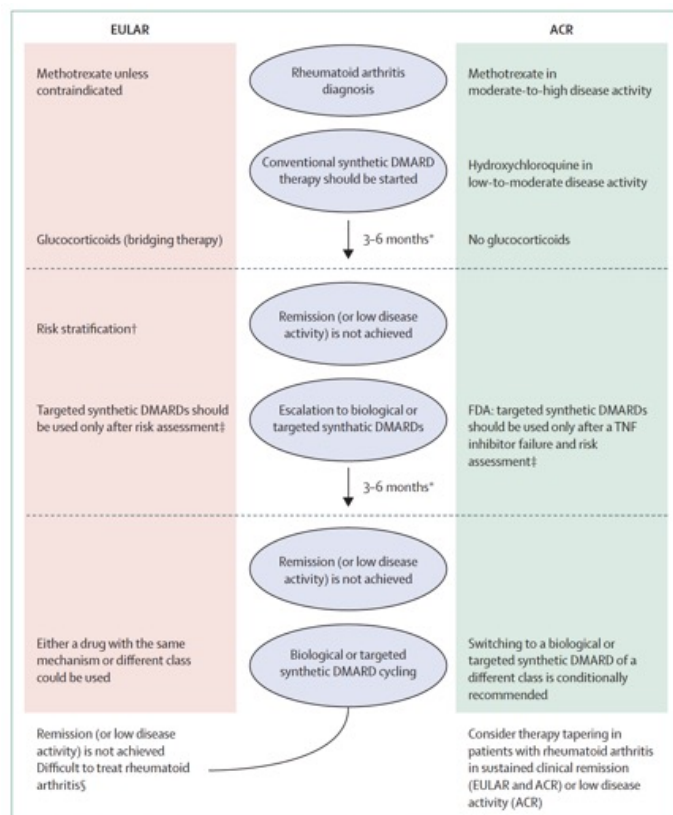 EULAR
ACR
Methotrexate unless
contraindicated
Rheumatoid arthritis
diagnosis
Methotrexate in
moderate-to-high disease activity
Conventional synthetic DMARD
therapy should be started
Hydroxychloroquine in
low-to-moderate disease activity
Glucocorticoids (bridging therapy)
3–6 months*
No glucocorticoids
Risk stratification†
Remission (or low disease
activity) is not achieved
Targeted synthetic DMARDs should
be used only after risk assessment‡
Escalation to biological or
targeted synthatic DMARDs
FDA: targeted synthetic DMARDs
should be used only after a TNF
inhibitor failure and risk
assessment‡
3–6 months*
Remission (or low disease
activity) is not achieved
Either a drug with the same
mechanism or different class
could be used
Biological or targeted
synthetic DMARD cycling
Switching to a biological or
targeted synthetic DMARD of a
different class is conditionally
recommended
Remission (or low disease
activity) is not achieved
Difficult to treat rheumatoid
arthritis§
Consider therapy tapering in
patients with rheumatoid arthritis
in sustained clinical remission
(EULAR and ACR) or low disease
activity (ACR)